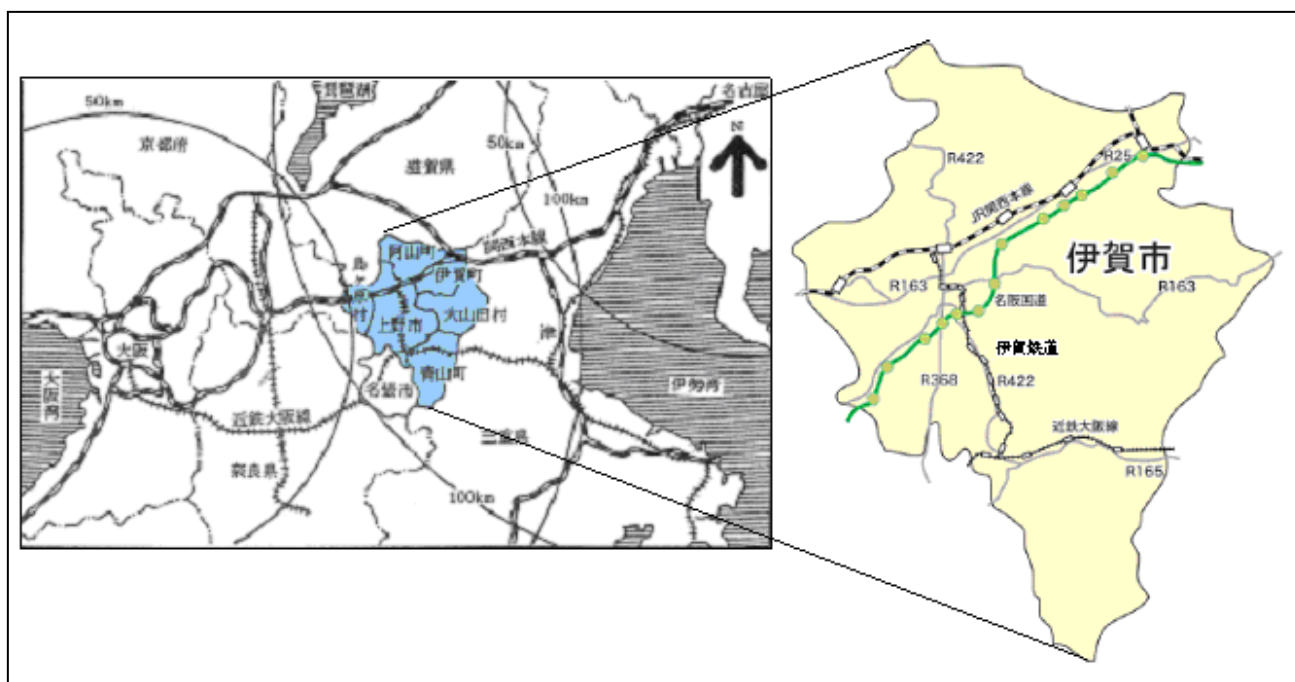 琵琶湖
名古屋
50km
N
京都府
50km
滋賀県
100km
関西本線
阿山町
島ヶ原村
伊賀町
上野市
大山田村
津
大阪
青山町
大阪湾
名張市
伊勢湾
近鉄大阪線
三重県
奈良県
100km
R422
R25
JR関西本線
伊賀市
R163
R163
名阪国道
伊賀鉄道
R368
R422
近鉄大阪線
R165